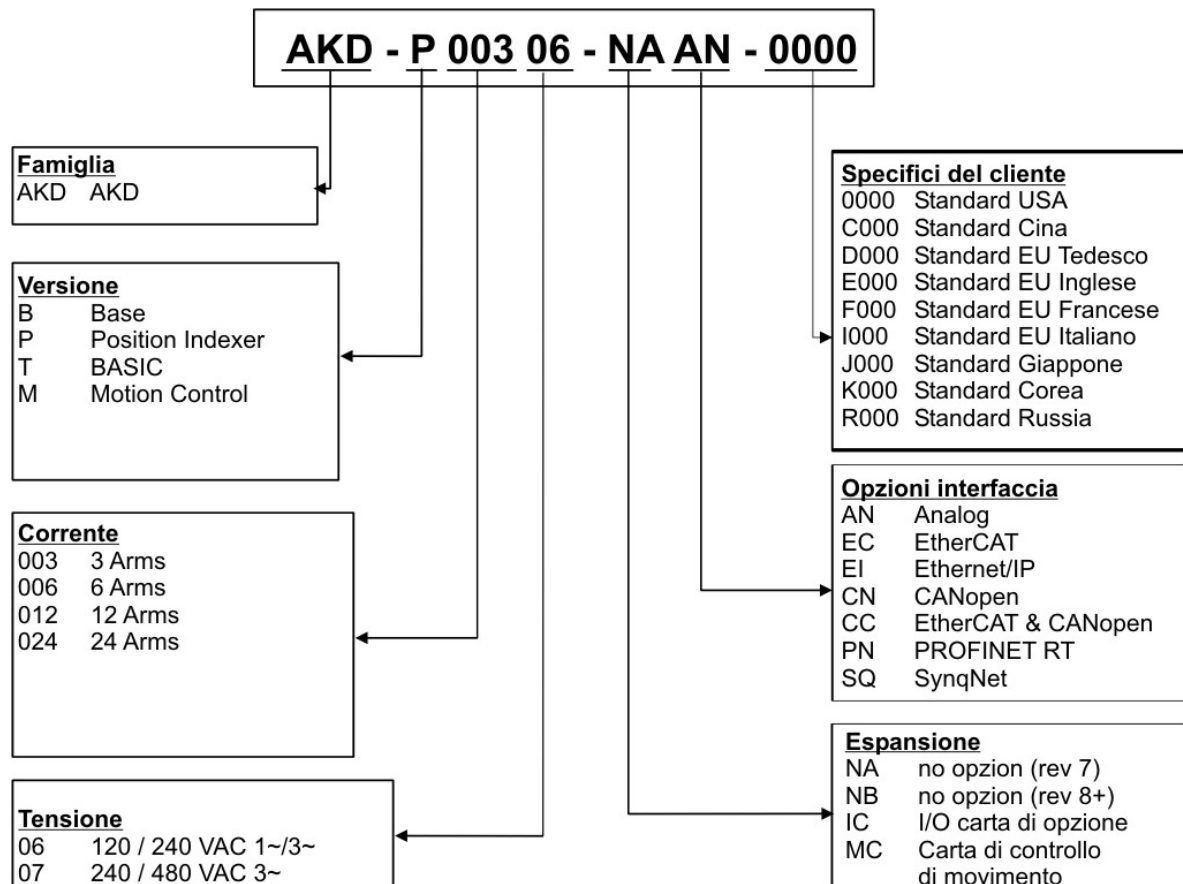 AKD - P 003 06 - NA AN - 0000
Famiglia
AKD AKD
Versione
B Base
P Position Indexer
T BASIC
M Motion Control
Corrente
003 3 Arms
006 6 Arms
012 12 Arms
024 24 Arms
Tensione
06 120 / 240 VAC 1~/3~
07 240 / 480 VAC 3~
Specifici del cliente
0000 Standard USA
C000 Standard Cina
D000 Standard EU Tedesco
E000 Standard EU Inglese
F000 Standard EU Francese
I000 Standard EU Italiano
J000 Standard Giappone
K000 Standard Corea
R000 Standard Russia
Opzioni interfaccia
AN Analog
EC EtherCAT
EI Ethernet/IP
CN CANopen
CC EtherCAT & CANopen
PN PROFINET RT
SQ SynqNet
Espansione
NA no opzion (rev 7)
NB no opzion (rev 8+)
IC I/O carta di opzione
MC Carta di controllo
di movimento